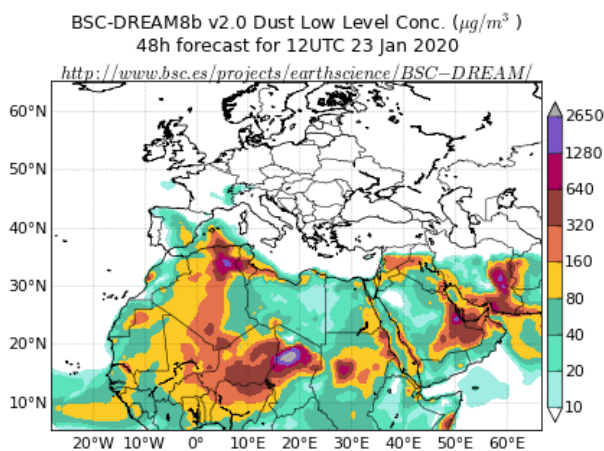 BSC-DREAM8b v2.0 Dust Low Level Conc. (μg/m³ )
48h forecast for 12UTC 23 Jan 2020
http://www.bsc.es/projects/earthscience/BSC−DREAM/
60°N
50°N
40°N
30°N
20°N
10°N
20°W 10°W 0° 10°E 20°E 30°E 40°E 50°E 60°E
2650
1280
640
320
160
80
40
20
10